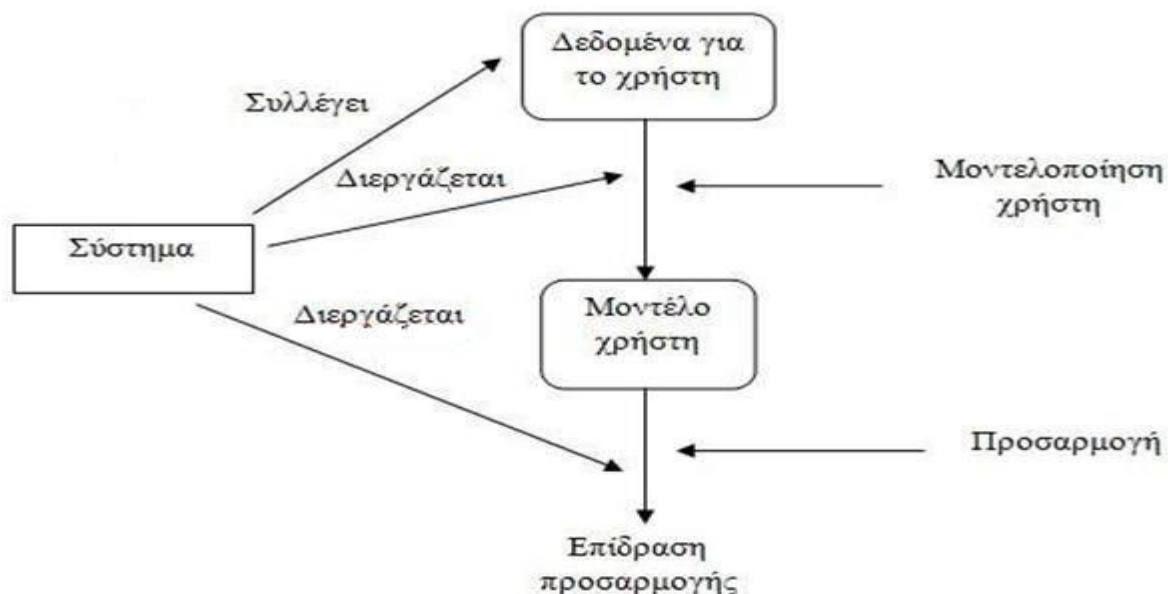 Δεδομένα για
το χρήστη
Συλλέγει
Διεργάζεται
Μοντελοποίηση
χρήστη
Σύστημα
Διεργάζεται
Μοντέλο
χρήστη
Προσαρμογή
Επίδραση
προσαρμογής